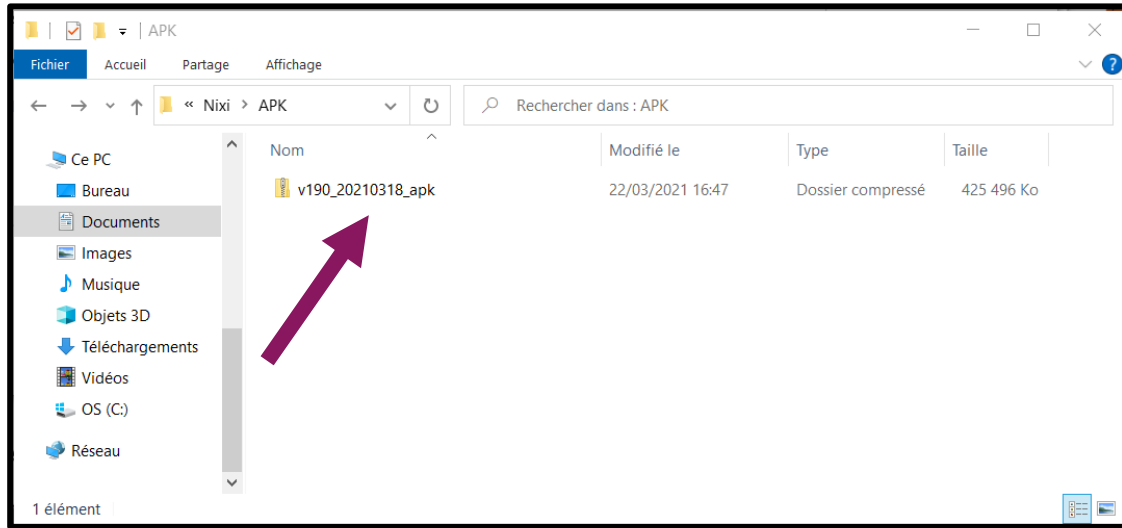 APK
Fichier Accueil Partage Affichage ?
« Nixi > APK Rechercher dans : APK
Nom Modifié le Type Taille
v190_20210318_apk 22/03/2021 16:47 Dossier compressé 425 496 Ko
Ce PC
Bureau
Documents
Images
Musique
Objets 3D
Téléchargements
Vidéos
OS (C:)
Réseau
1 élément